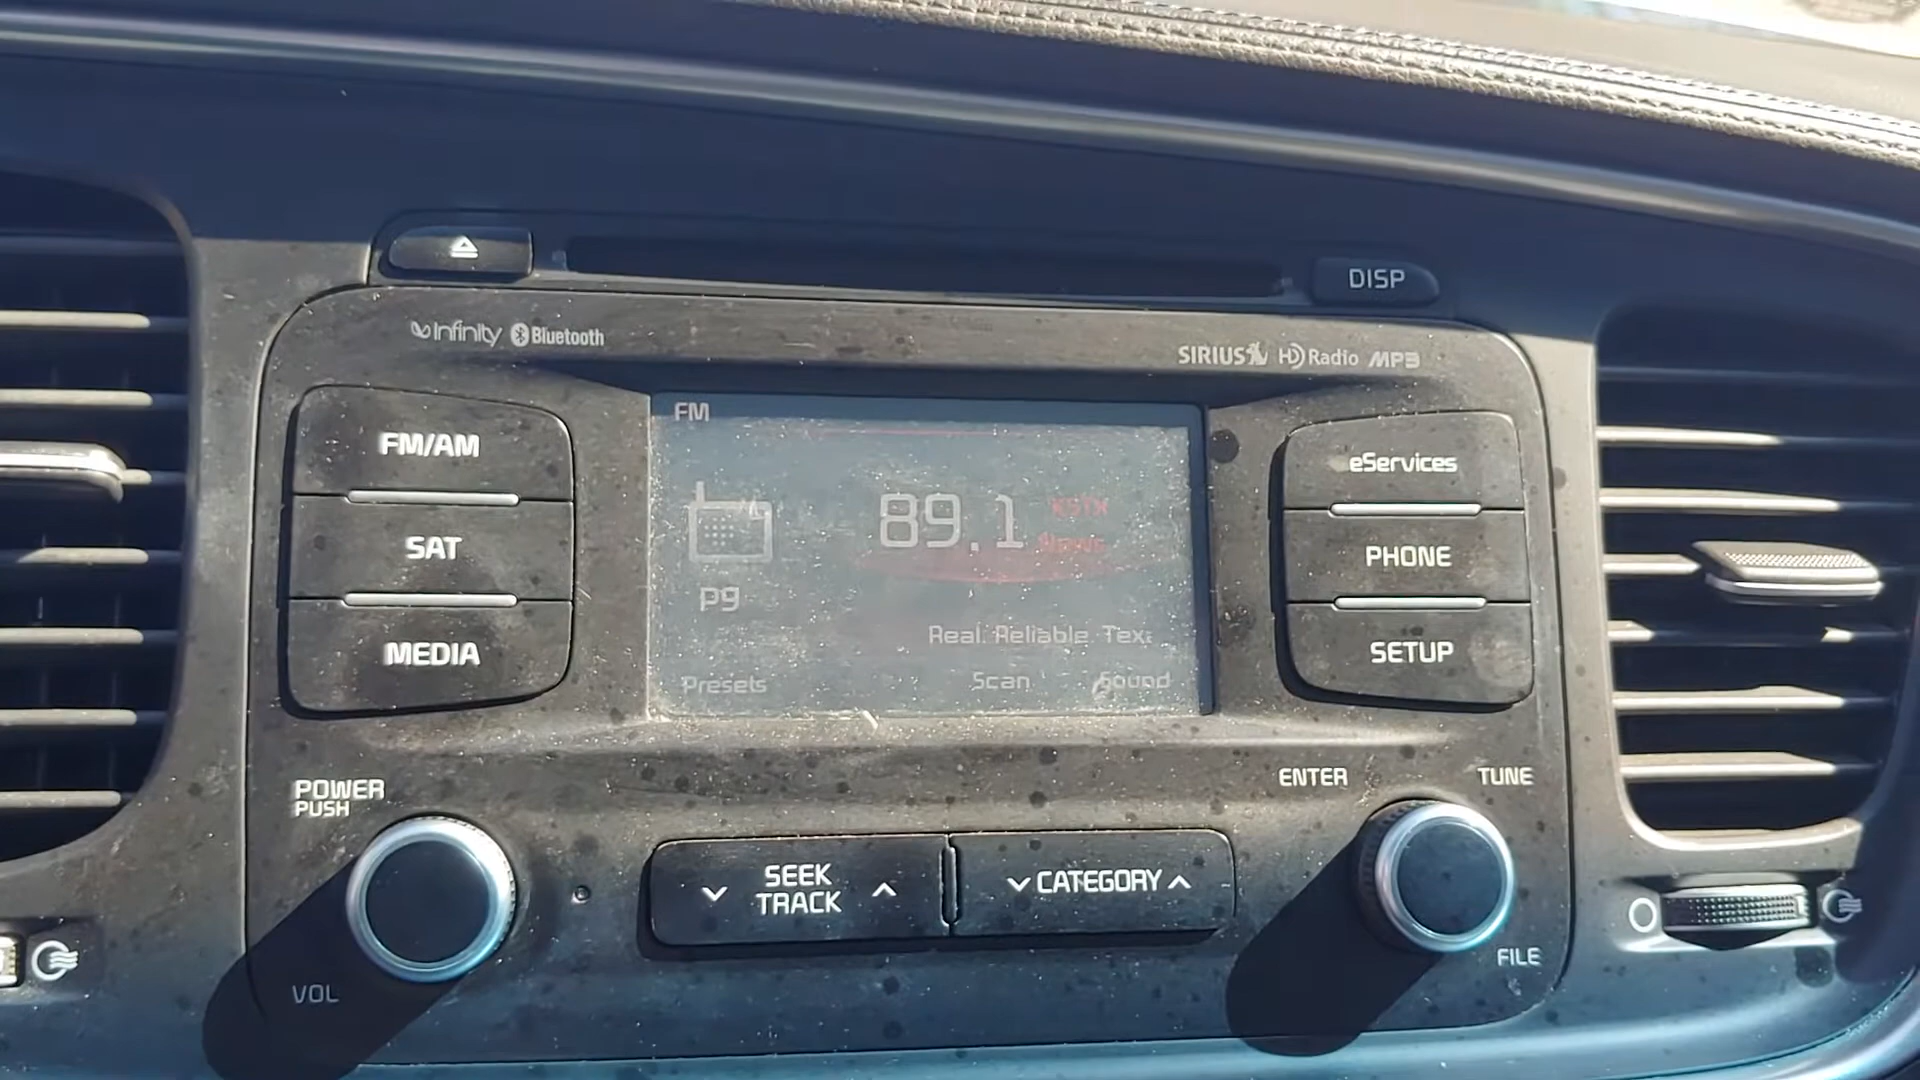 DISP
Infinity Bluetooth
SIRIUS HD Radio MP3
FM
FM/AM
SAT
MEDIA
89.1 KSTX
P9
Real. Reliable. Tex
Presets Scan Sound
eServices
PHONE
SETUP
POWER
PUSH
VOL
SEEK
TRACK
CATEGORY
ENTER
TUNE
FILE